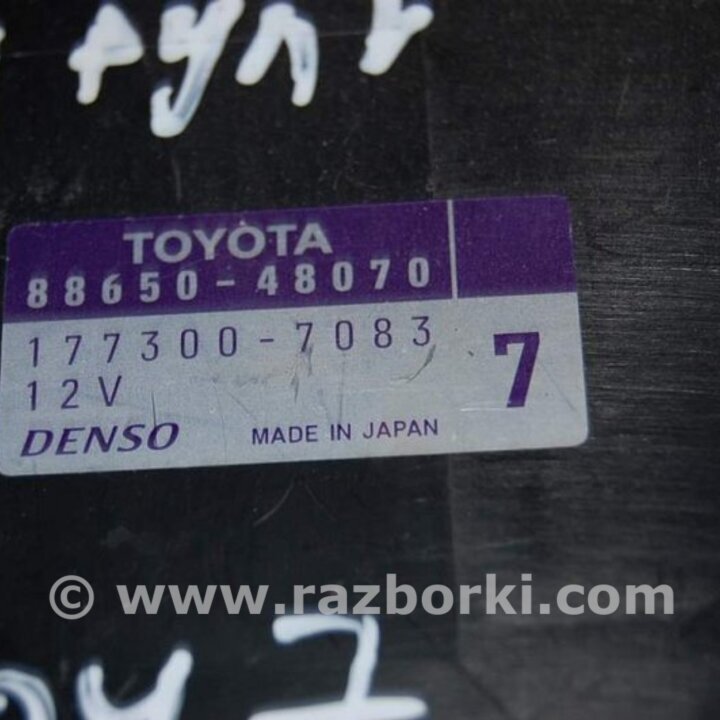 TOYOTA
88650-48070
177300-7083
7
12V
DENSO
MADE IN JAPAN
© www.razborki.com